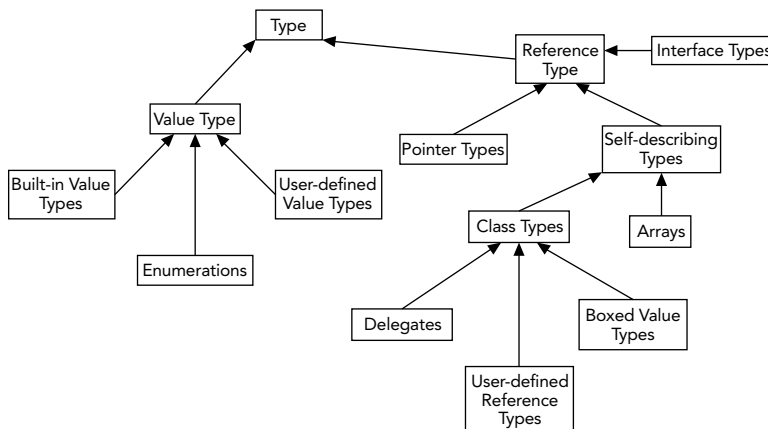 Type
Reference
Type
Interface Types
Value Type
Pointer Types
Self-describing
Types
Built-in Value
Types
User-defined
Value Types
Class Types
Arrays
Enumerations
Delegates
Boxed Value
Types
User-defined
Reference
Types